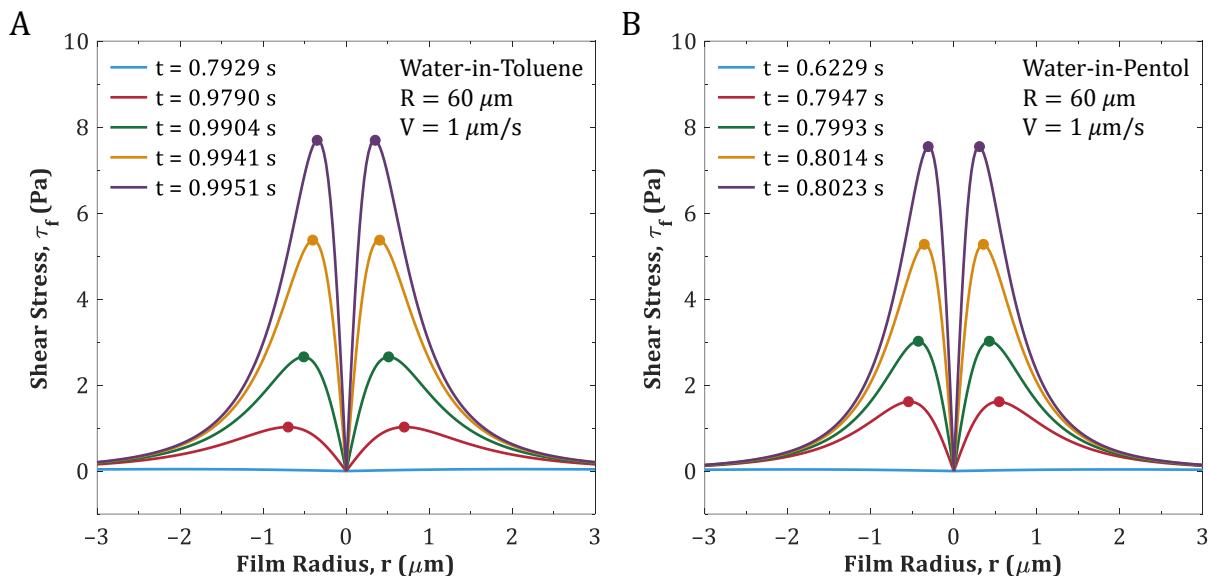 A
10
8
6
4
2
0
−3
−2
−1
0
1
2
3
Shear Stress, τf (Pa)
Film Radius, r (μm)
t = 0.7929 s
t = 0.9790 s
t = 0.9904 s
t = 0.9941 s
t = 0.9951 s
Water-in-Toluene
R = 60 μm
V = 1 μm/s
B
10
8
6
4
2
0
−3
−2
−1
0
1
2
3
Shear Stress, τf (Pa)
Film Radius, r (μm)
t = 0.6229 s
t = 0.7947 s
t = 0.7993 s
t = 0.8014 s
t = 0.8023 s
Water-in-Pentol
R = 60 μm
V = 1 μm/s